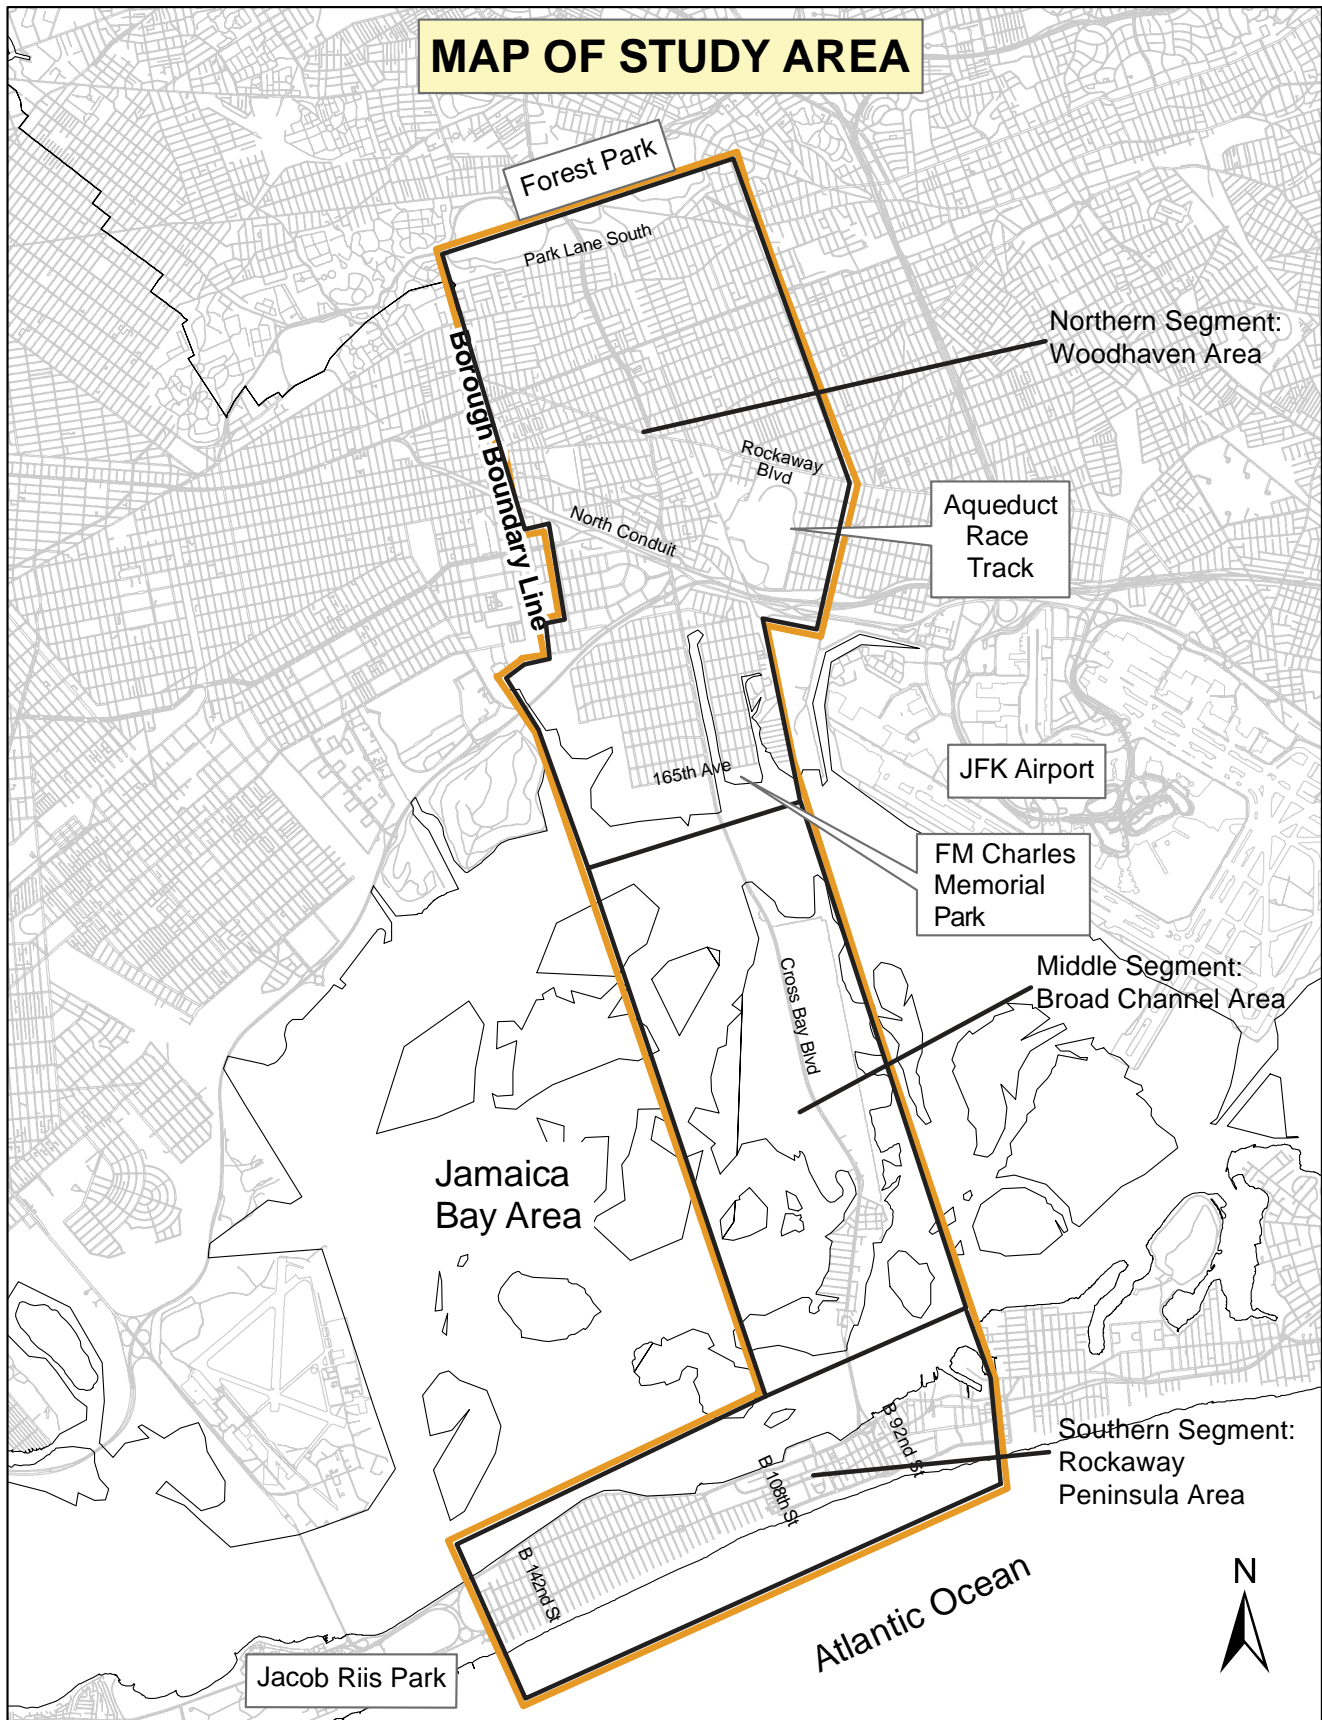 MAP OF STUDY AREA
Forest Park
Park Lane South
Northern Segment:
Woodhaven Area
Borough Boundary Line
Rockaway
Blvd
North Conduit
Aqueduct
Race
Track
165th Ave
JFK Airport
FM Charles
Memorial
Park
Middle Segment:
Broad Channel Area
Cross Bay Blvd
Jamaica
Bay Area
B 92nd St
Southern Segment:
Rockaway
Peninsula Area
B 108th St
B 142nd St
Atlantic Ocean
N
Jacob Riis Park